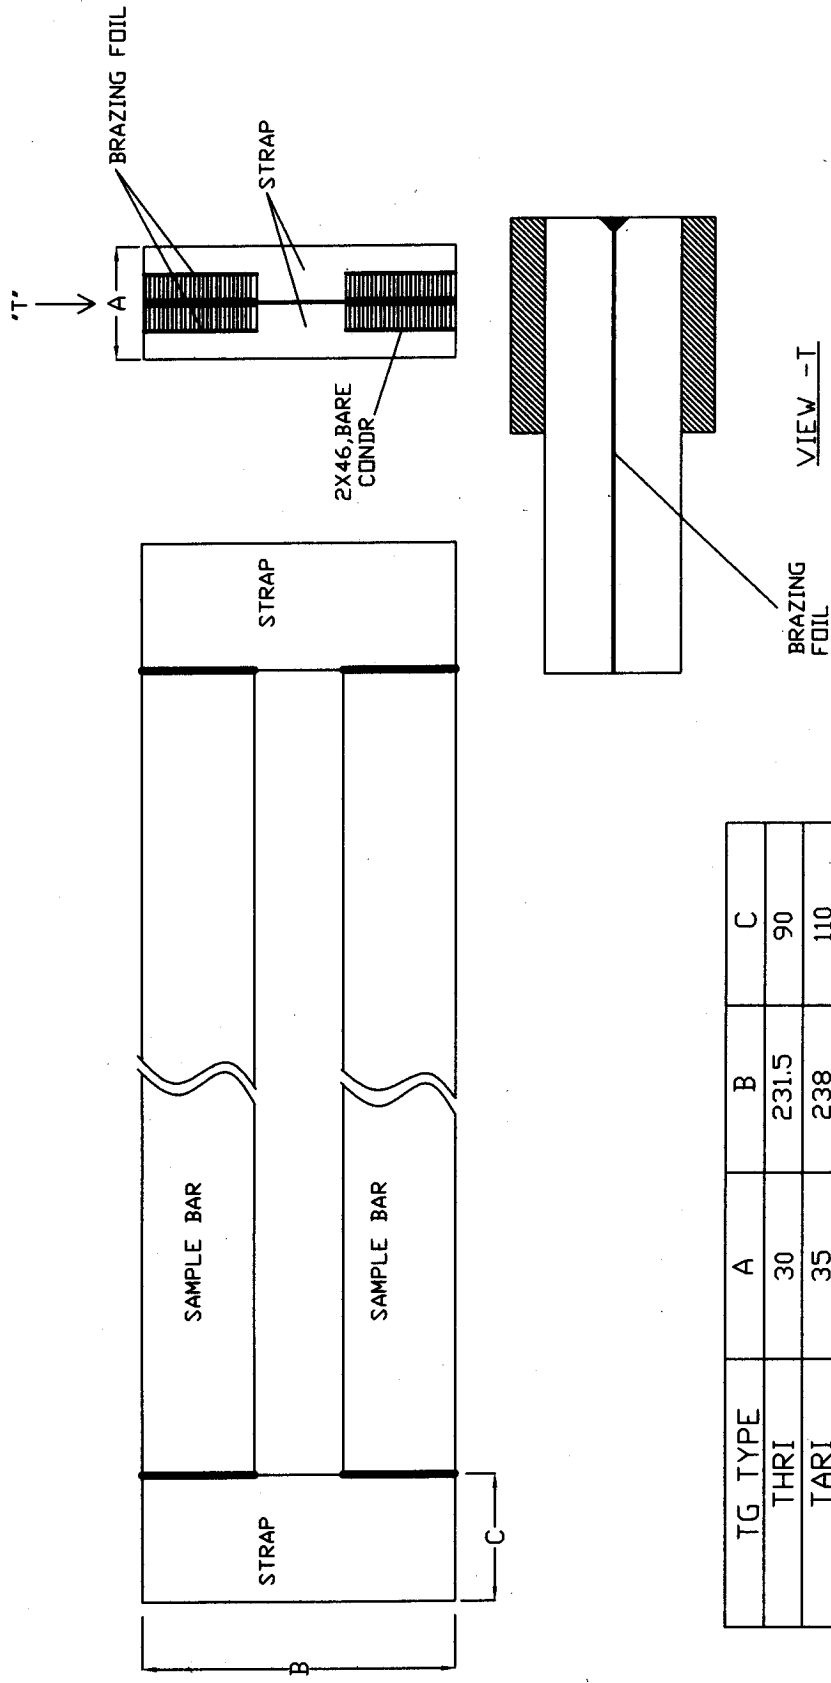 'T'
A
BRAZING FOIL
STRAP
2X46,BARE
CONDR
STRAP
SAMPLE BAR
SAMPLE BAR
STRAP
B
C
BRAZING
FOIL
VIEW -T
TG TYPE A B C
THRI 30 231.5 90
TARI 35 238 110